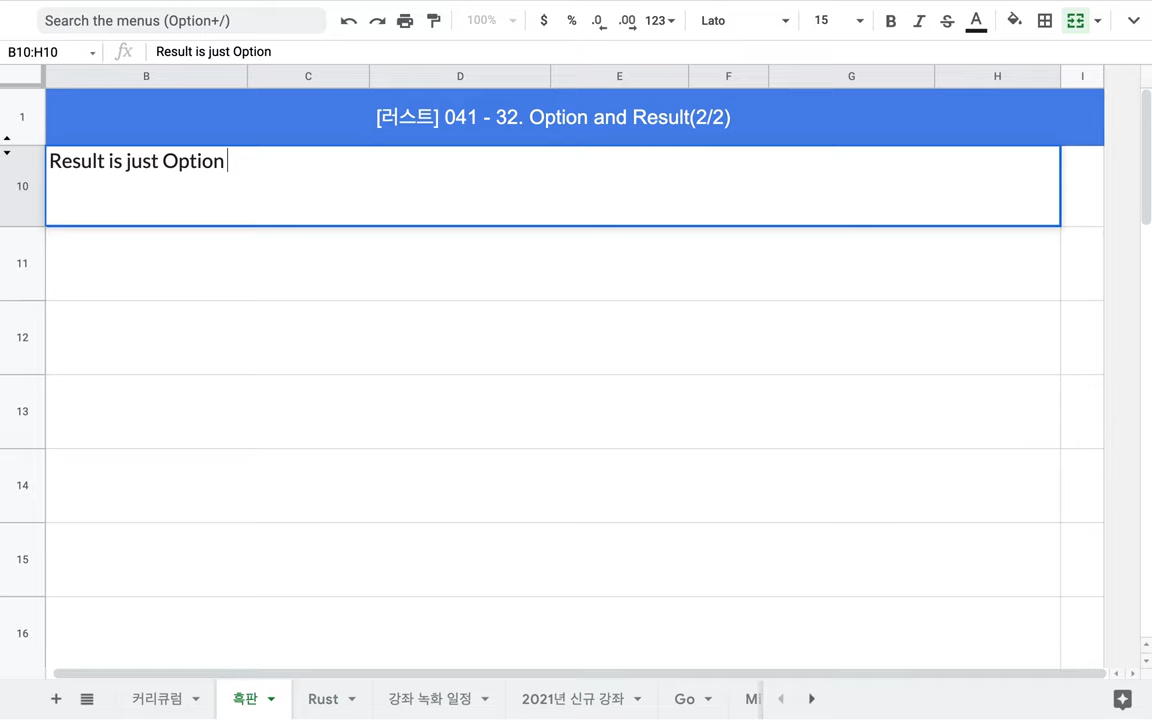 Search the menus (Option+/)
100%
$ % .0 .00 123
Lato
15
B I S A
B10:H10
fx
Result is just Option
B C D E F G H I
1
[러스트] 041 - 32. Option and Result(2/2)
10
Result is just Option
11
12
13
14
15
16
+
커리큘럼
흑판
Rust
강좌 녹화 일정
2021년 신규 강좌
Go
Mi